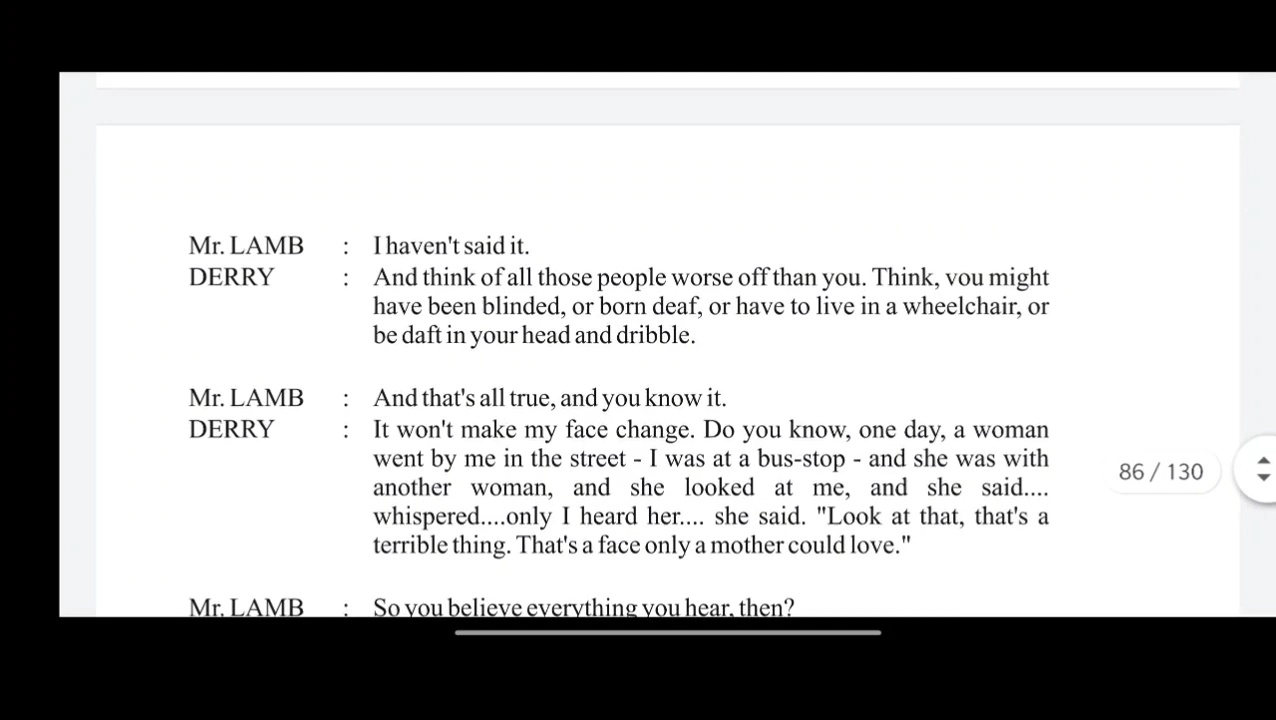 Mr. LAMB : I haven't said it.
DERRY : And think of all those people worse off than you. Think, you might
have been blinded, or born deaf, or have to live in a wheelchair, or
be daft in your head and dribble.
Mr. LAMB : And that's all true, and you know it.
DERRY : It won't make my face change. Do you know, one day, a woman
went by me in the street - I was at a bus-stop - and she was with
another woman, and she looked at me, and she said....
whispered....only I heard her.... she said. "Look at that, that's a
terrible thing. That's a face only a mother could love."
86 / 130
Mr. LAMB : So you believe everything you hear, then?